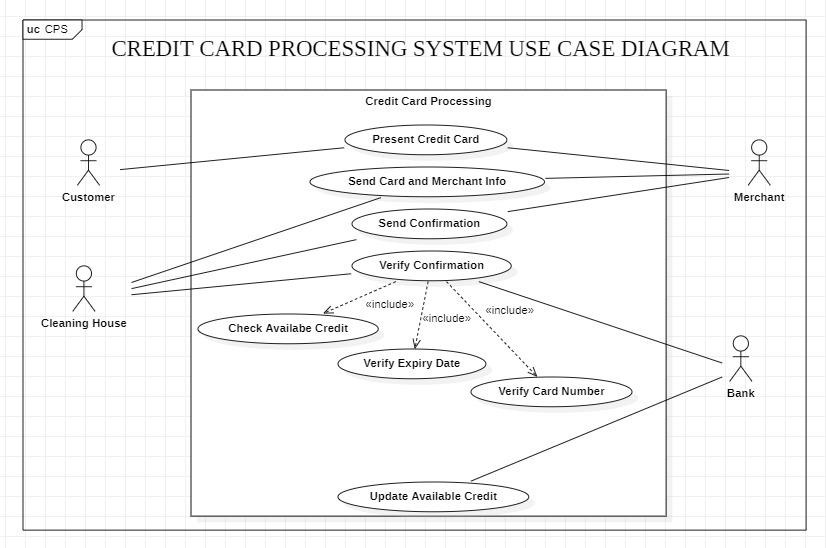 uc CPS
CREDIT CARD PROCESSING SYSTEM USE CASE DIAGRAM
Credit Card Processing
Present Credit Card
Customer
Merchant
Send Card and Merchant Info
Send Confirmation
Verify Confirmation
Cleaning House
«include»
«include»
«include»
Check Availabe Credit
Verify Expiry Date
Verify Card Number
Bank
Update Available Credit